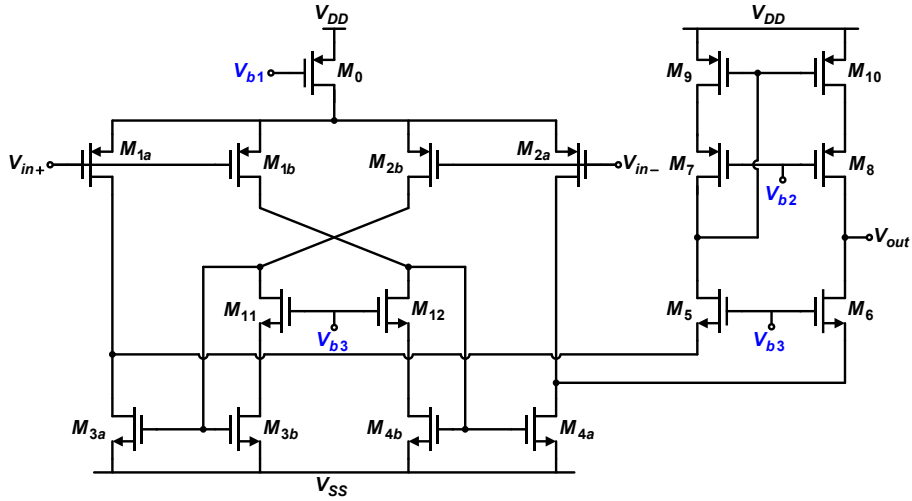 V_DD V_DD
V_b1 M_0 M_9 M_10
V_in+ M_1a M_1b M_2b M_2a V_in− M_7 M_8
V_b2
V_out
M_11 M_12 M_5 M_6
V_b3 V_b3
M_3a M_3b M_4b M_4a
V_SS